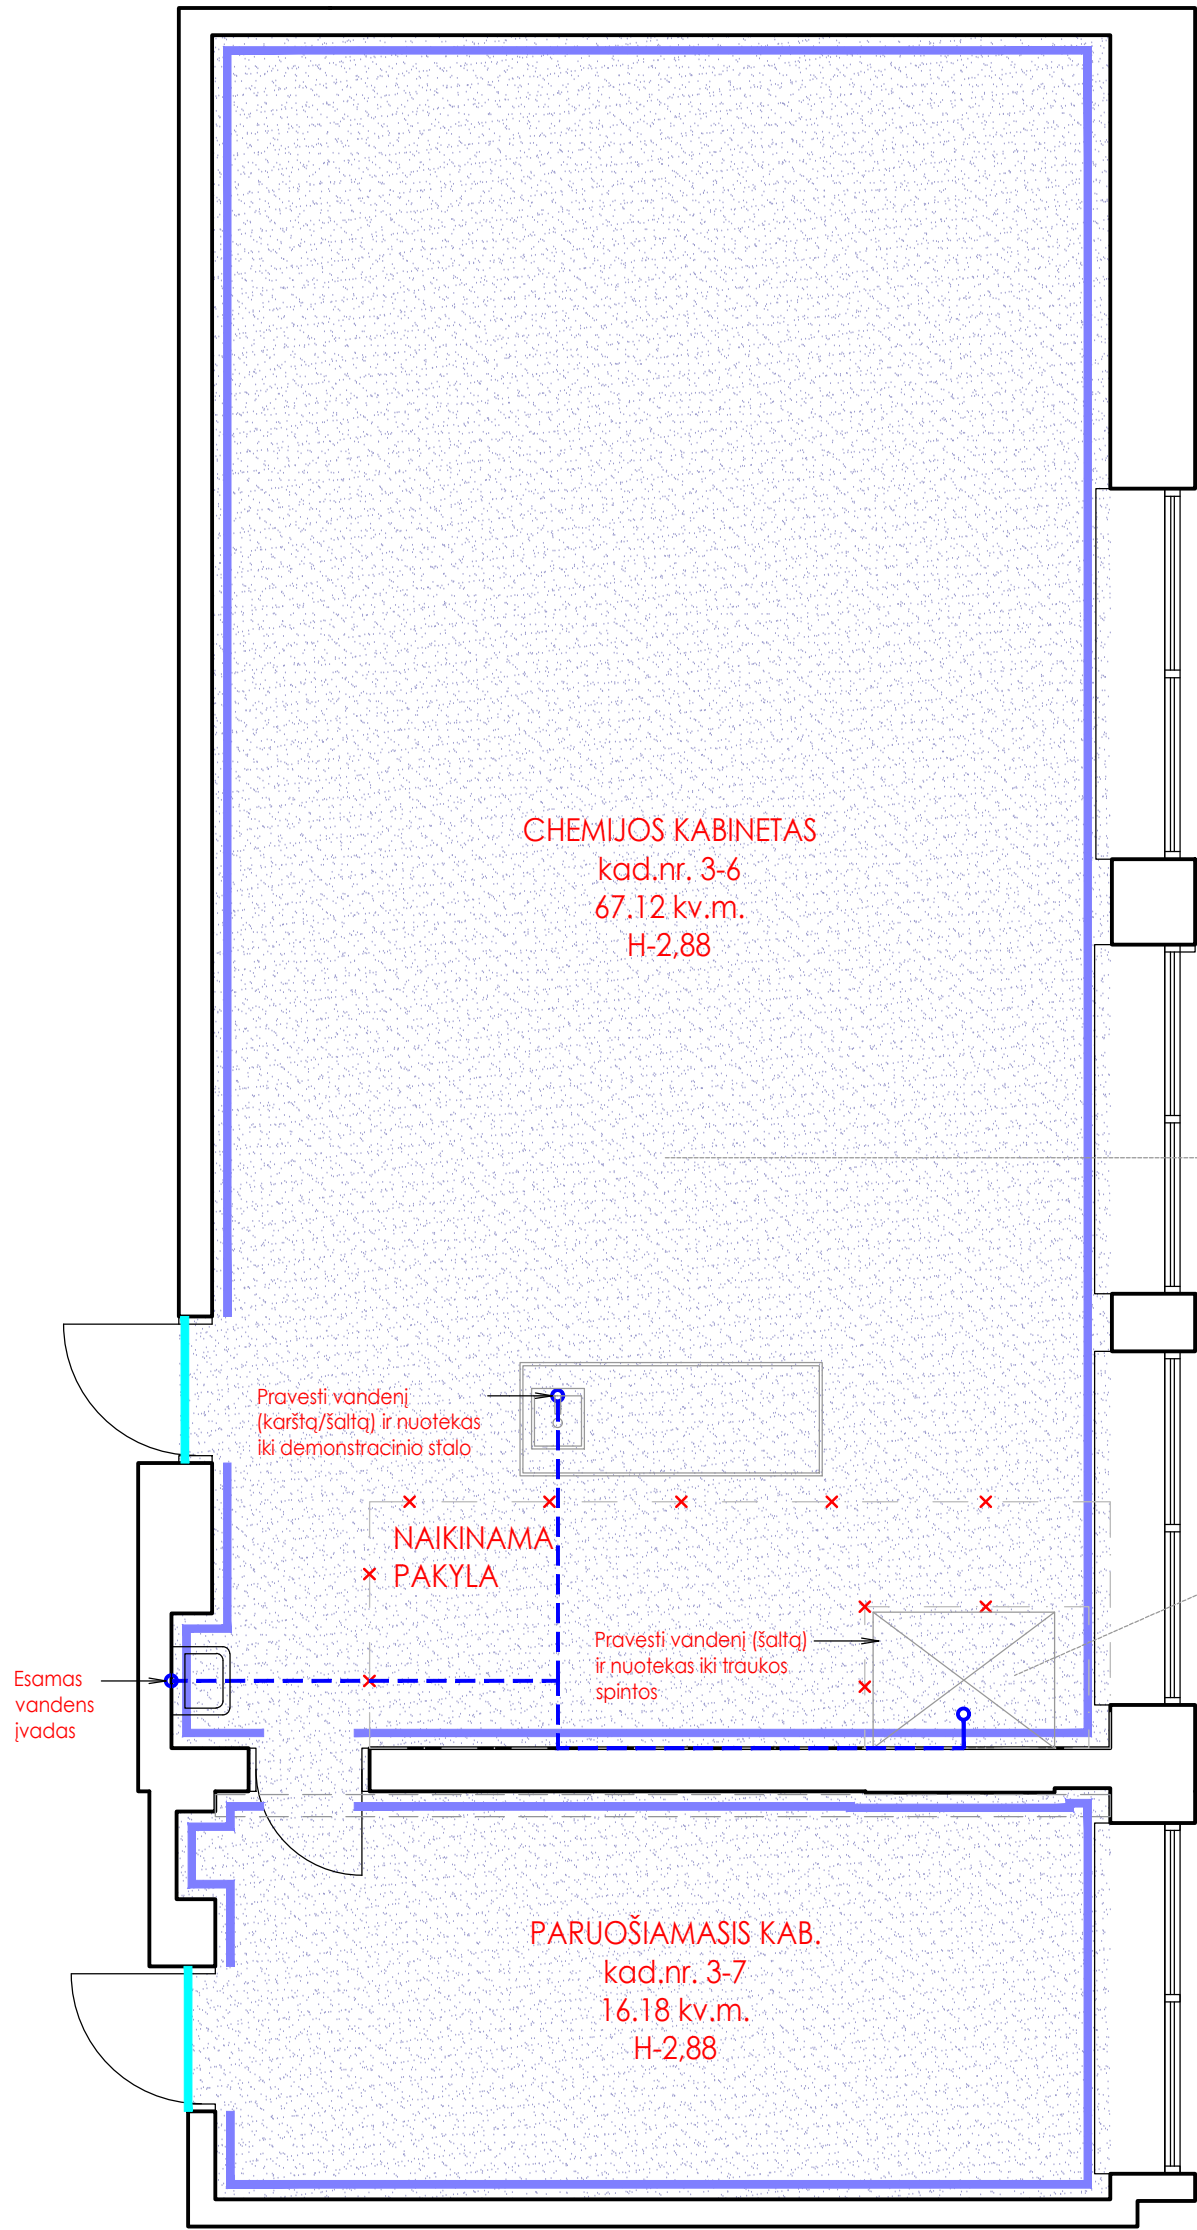 CHEMIJOS KABINETAS
kad.nr. 3-6
67.12 kv.m.
H-2,88
Pravesti vandenį
(karštą/šaltą) ir nuotekas
iki demonstracinio stalo
NAIKINAMA
PAKYLA
Pravesti vandenį (šaltą)
ir nuotekas iki traukos
spintos
Esamas
vandens
įvadas
PARUOŠIAMASIS KAB.
kad.nr. 3-7
16.18 kv.m.
H-2,88